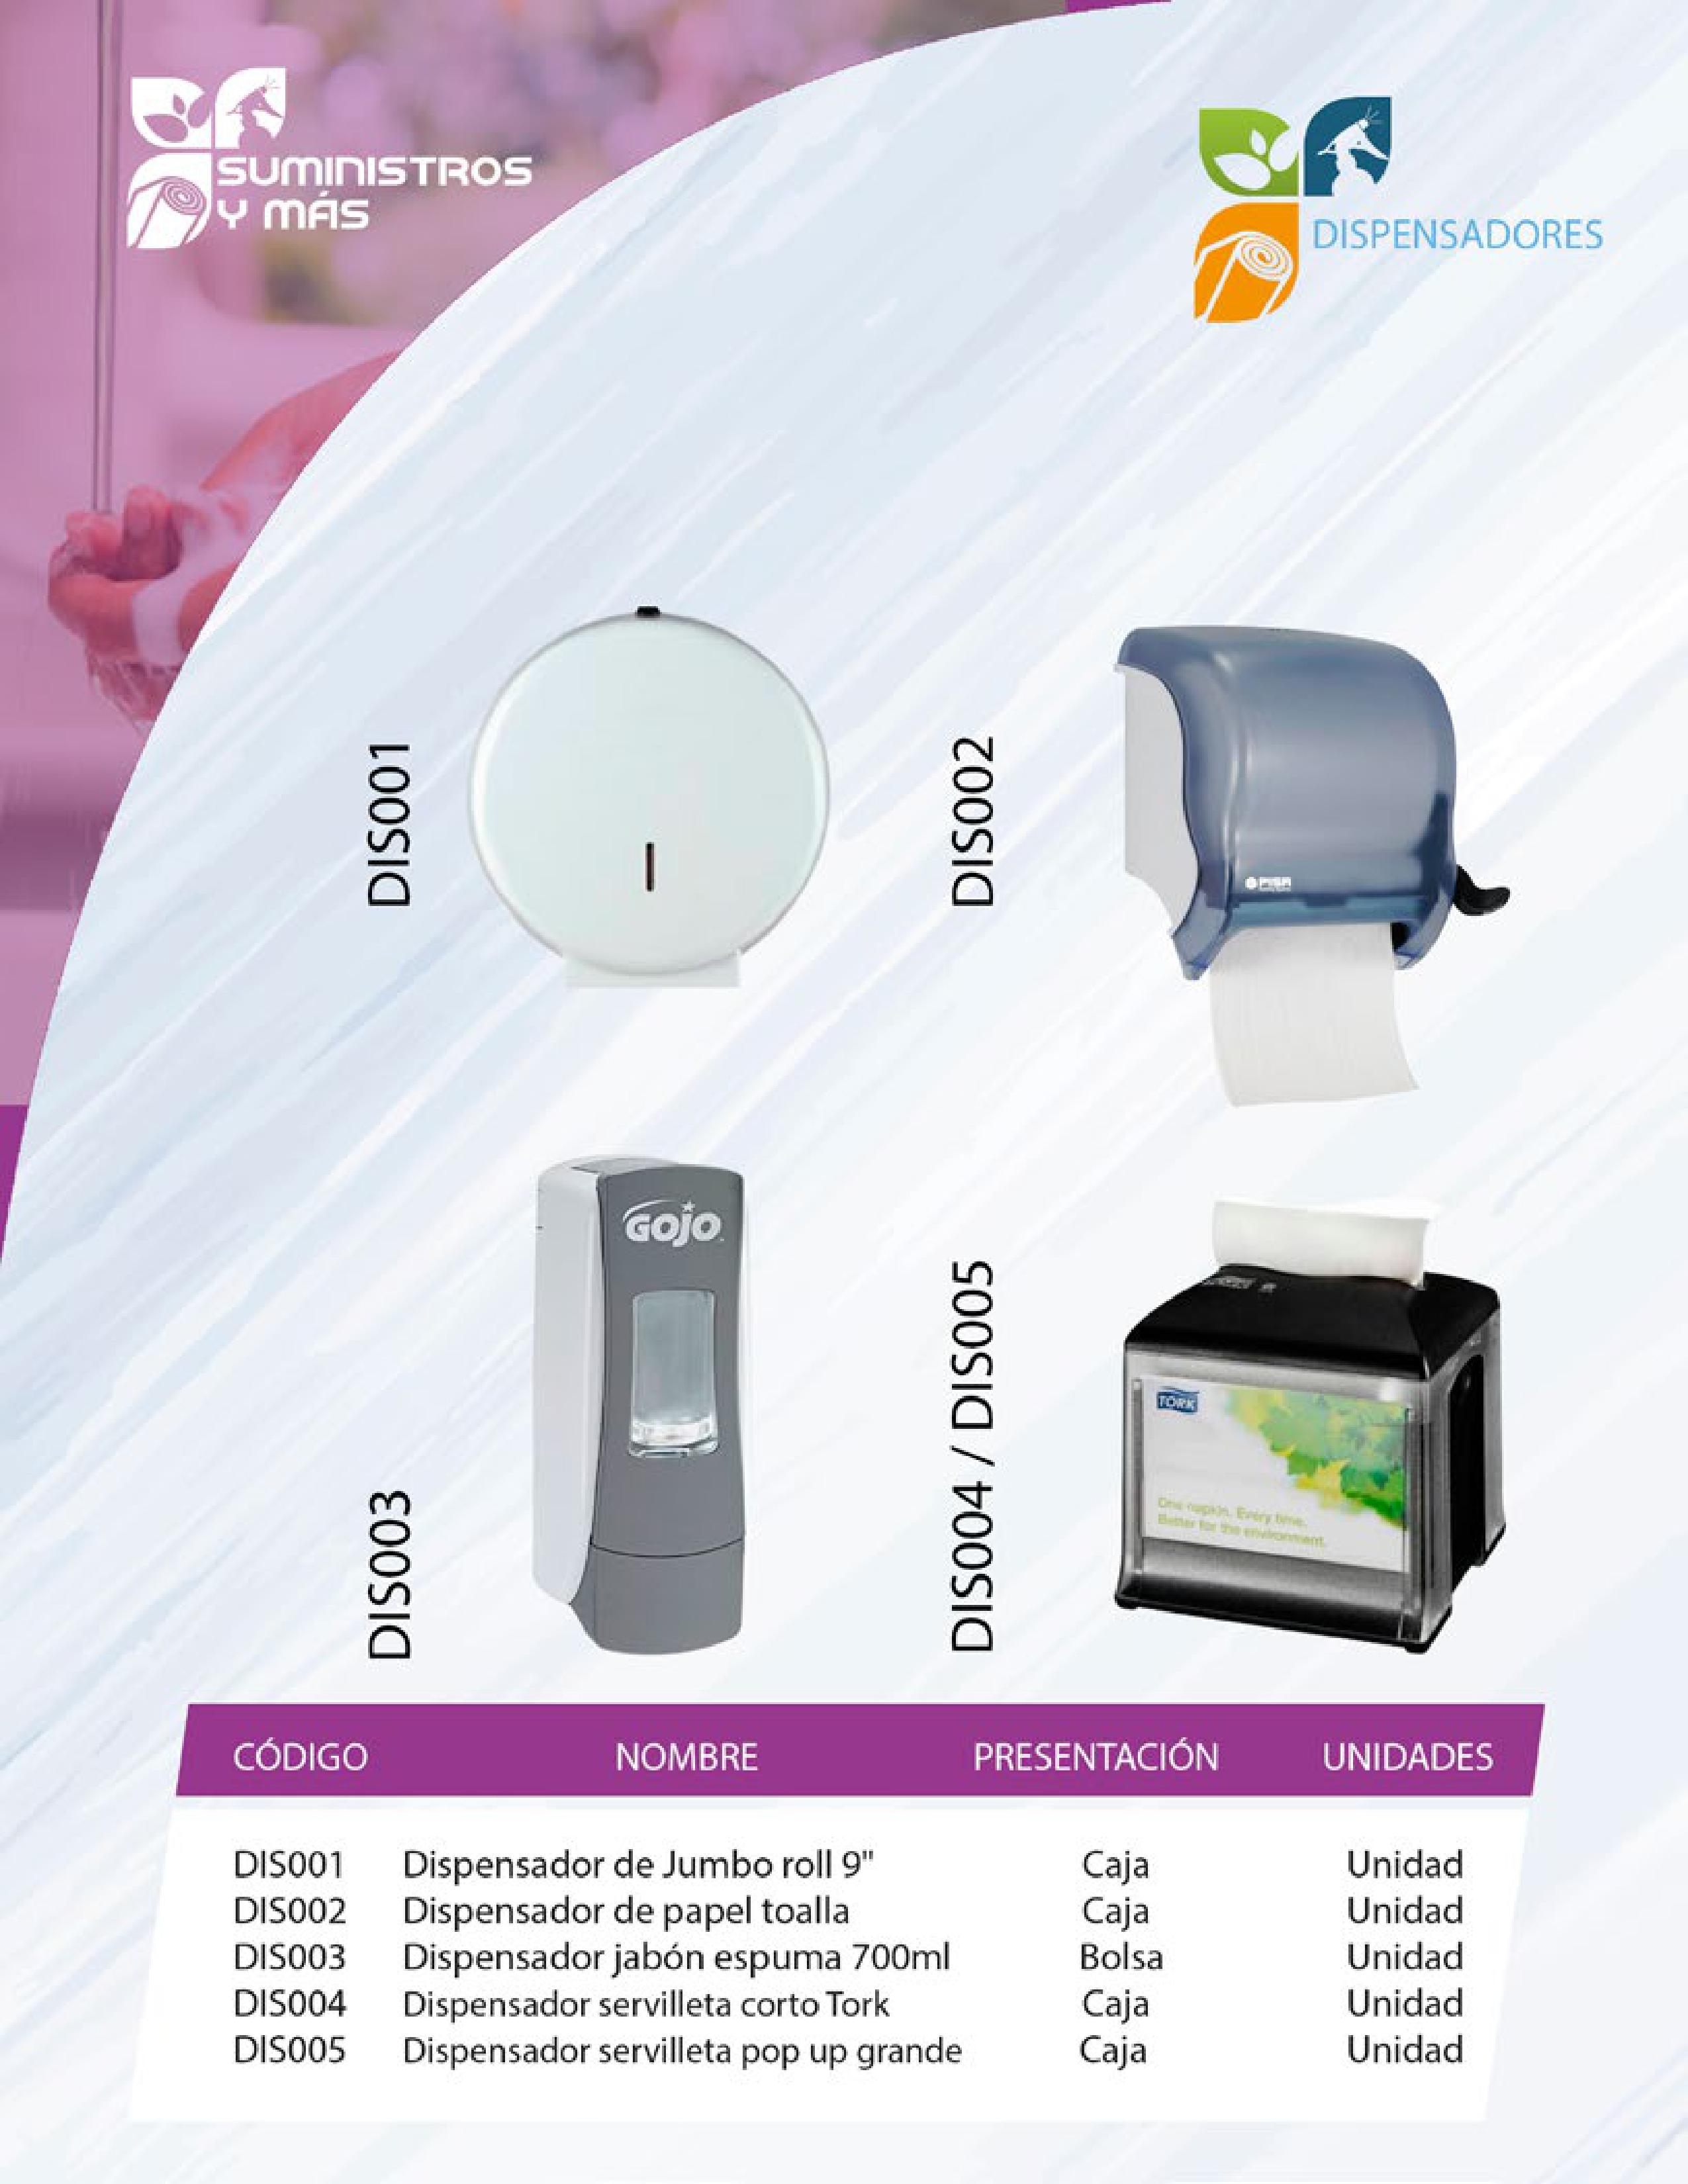 SUMINISTROS
Y MÁS
DISPENSADORES
DIS001
DIS002
PISA
GOJO
DIS003
DIS004 / DIS005
TORK
One napkin. Every time.
Better for the environment.
CÓDIGO NOMBRE PRESENTACIÓN UNIDADES
DIS001 Dispensador de Jumbo roll 9" Caja Unidad
DIS002 Dispensador de papel toalla Caja Unidad
DIS003 Dispensador jabón espuma 700ml Bolsa Unidad
DIS004 Dispensador servilleta corto Tork Caja Unidad
DIS005 Dispensador servilleta pop up grande Caja Unidad